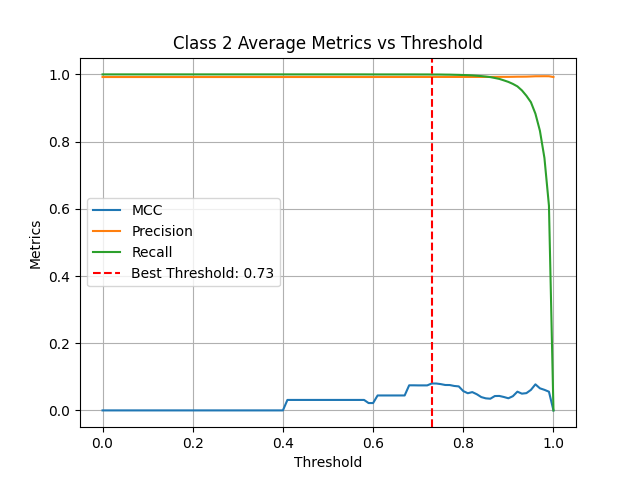 Class 2 Average Metrics vs Threshold
1.0
0.8
0.6
0.4
0.2
0.0
Metrics
MCC
Precision
Recall
Best Threshold: 0.73
0.0 0.2 0.4 0.6 0.8 1.0
Threshold